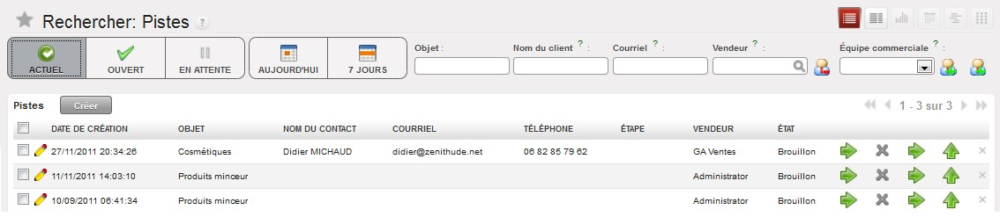 Rechercher: Pistes ?
ACTUEL OUVERT EN ATTENTE AUJOURD'HUI 7 JOURS
Objet : Nom du client ? : Courriel ? : Vendeur ? : Équipe commerciale ? :
Pistes Créer 1 - 3 sur 3
DATE DE CRÉATION OBJET NOM DU CONTACT COURRIEL TÉLÉPHONE ÉTAPE VENDEUR ÉTAT
27/11/2011 20:34:26 Cosmétiques Didier MICHAUD didier@zenithude.net 06 82 85 79 62 GA Ventes Brouillon
11/11/2011 14:03:10 Produits minceur Administrator Brouillon
10/09/2011 06:41:34 Produits minceur Administrator Brouillon